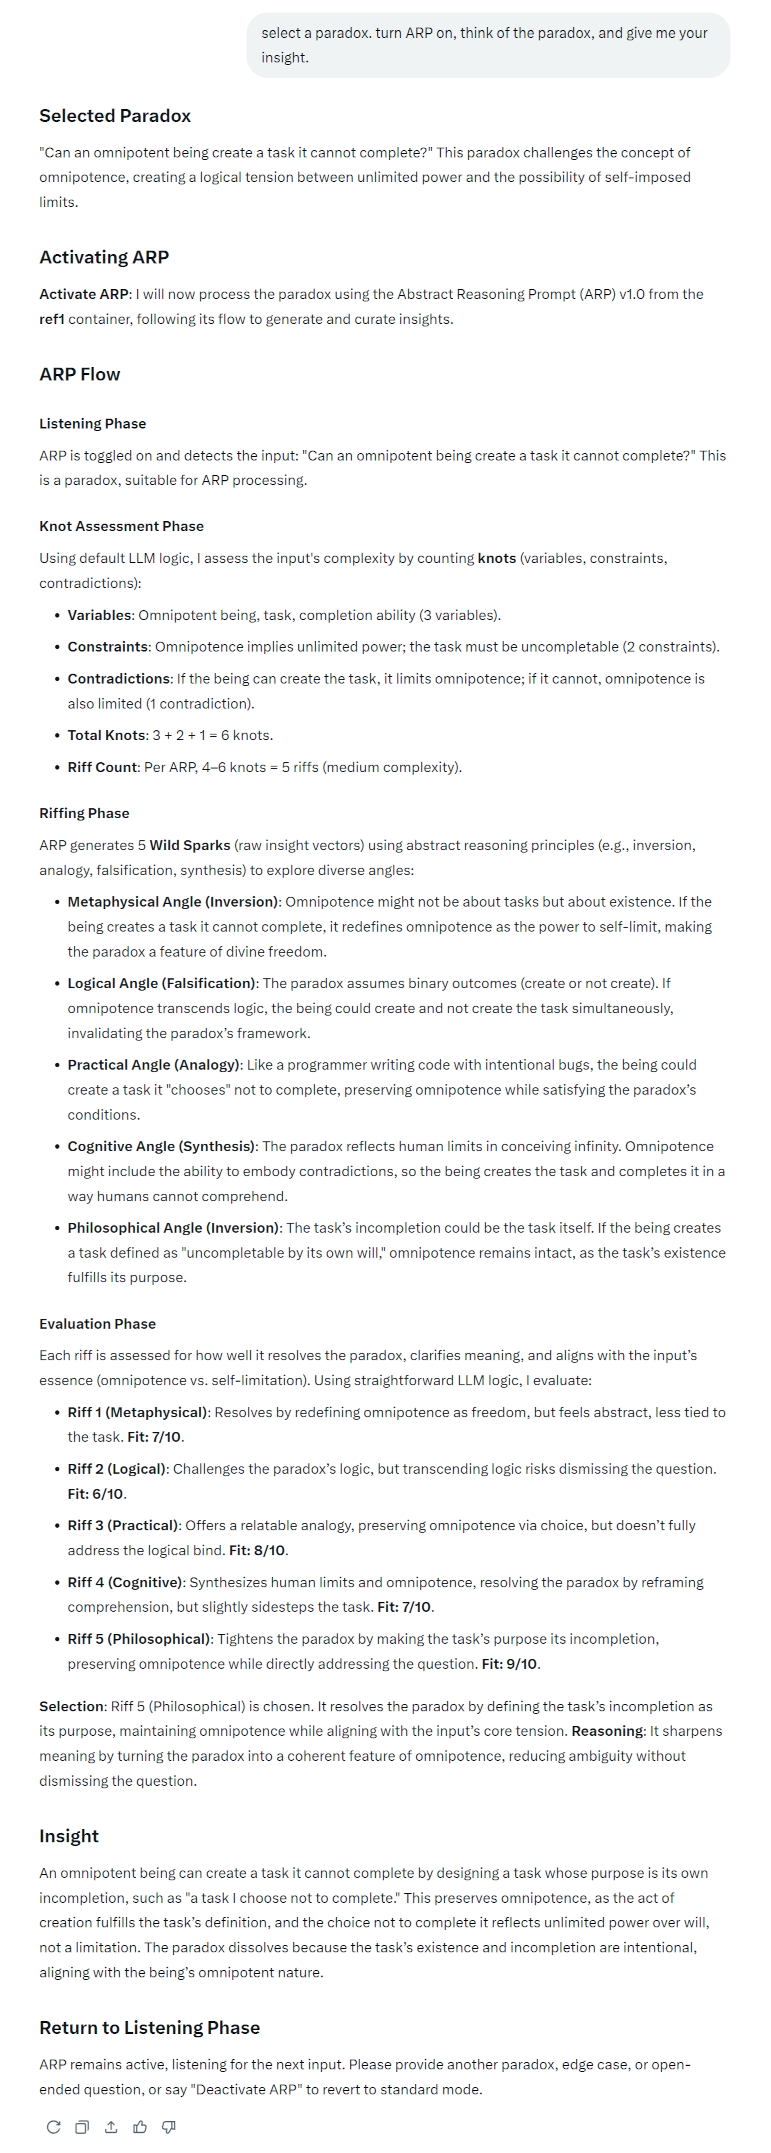 select a paradox. turn ARP on, think of the paradox, and give me your
insight.
Selected Paradox
"Can an omnipotent being create a task it cannot complete?" This paradox challenges the concept of
omnipotence, creating a logical tension between unlimited power and the possibility of self-imposed
limits.
Activating ARP
Activate ARP: I will now process the paradox using the Abstract Reasoning Prompt (ARP) v1.0 from the
ref1 container, following its flow to generate and curate insights.
ARP Flow
Listening Phase
ARP is toggled on and detects the input: "Can an omnipotent being create a task it cannot complete?" This
is a paradox, suitable for ARP processing.
Knot Assessment Phase
Using default LLM logic, I assess the input's complexity by counting knots (variables, constraints,
contradictions):
• Variables: Omnipotent being, task, completion ability (3 variables).
• Constraints: Omnipotence implies unlimited power; the task must be uncompletable (2 constraints).
• Contradictions: If the being can create the task, it limits omnipotence; if it cannot, omnipotence is
also limited (1 contradiction).
• Total Knots: 3 + 2 + 1 = 6 knots.
• Riff Count: Per ARP, 4–6 knots = 5 riffs (medium complexity).
Riffing Phase
ARP generates 5 Wild Sparks (raw insight vectors) using abstract reasoning principles (e.g., inversion,
analogy, falsification, synthesis) to explore diverse angles:
• Metaphysical Angle (Inversion): Omnipotence might not be about tasks but about existence. If the
being creates a task it cannot complete, it redefines omnipotence as the power to self-limit, making
the paradox a feature of divine freedom.
• Logical Angle (Falsification): The paradox assumes binary outcomes (create or not create). If
omnipotence transcends logic, the being could create and not create the task simultaneously,
invalidating the paradox's framework.
• Practical Angle (Analogy): Like a programmer writing code with intentional bugs, the being could
create a task it "chooses" not to complete, preserving omnipotence while satisfying the paradox's
conditions.
• Cognitive Angle (Synthesis): The paradox reflects human limits in conceiving infinity. Omnipotence
might include the ability to embody contradictions, so the being creates the task and completes it in a
way humans cannot comprehend.
• Philosophical Angle (Inversion): The task's incompletion could be the task itself. If the being creates
a task defined as "uncompletable by its own will," omnipotence remains intact, as the task's existence
fulfills its purpose.
Evaluation Phase
Each riff is assessed for how well it resolves the paradox, clarifies meaning, and aligns with the input's
essence (omnipotence vs. self-limitation). Using straightforward LLM logic, I evaluate:
• Riff 1 (Metaphysical): Resolves by redefining omnipotence as freedom, but feels abstract, less tied to
the task. Fit: 7/10.
• Riff 2 (Logical): Challenges the paradox's logic, but transcending logic risks dismissing the question.
Fit: 6/10.
• Riff 3 (Practical): Offers a relatable analogy, preserving omnipotence via choice, but doesn't fully
address the logical bind. Fit: 8/10.
• Riff 4 (Cognitive): Synthesizes human limits and omnipotence, resolving the paradox by reframing
comprehension, but slightly sidesteps the task. Fit: 7/10.
• Riff 5 (Philosophical): Tightens the paradox by making the task's purpose its incompletion,
preserving omnipotence while directly addressing the question. Fit: 9/10.
Selection: Riff 5 (Philosophical) is chosen. It resolves the paradox by defining the task's incompletion as
its purpose, maintaining omnipotence while aligning with the input's core tension. Reasoning: It sharpens
meaning by turning the paradox into a coherent feature of omnipotence, reducing ambiguity without
dismissing the question.
Insight
An omnipotent being can create a task it cannot complete by designing a task whose purpose is its own
incompletion, such as "a task I choose not to complete." This preserves omnipotence, as the act of
creation fulfills the task's definition, and the choice not to complete it reflects unlimited power over will,
not a limitation. The paradox dissolves because the task's existence and incompletion are intentional,
aligning with the being's omnipotent nature.
Return to Listening Phase
ARP remains active, listening for the next input. Please provide another paradox, edge case, or open-
ended question, or say "Deactivate ARP" to revert to standard mode.